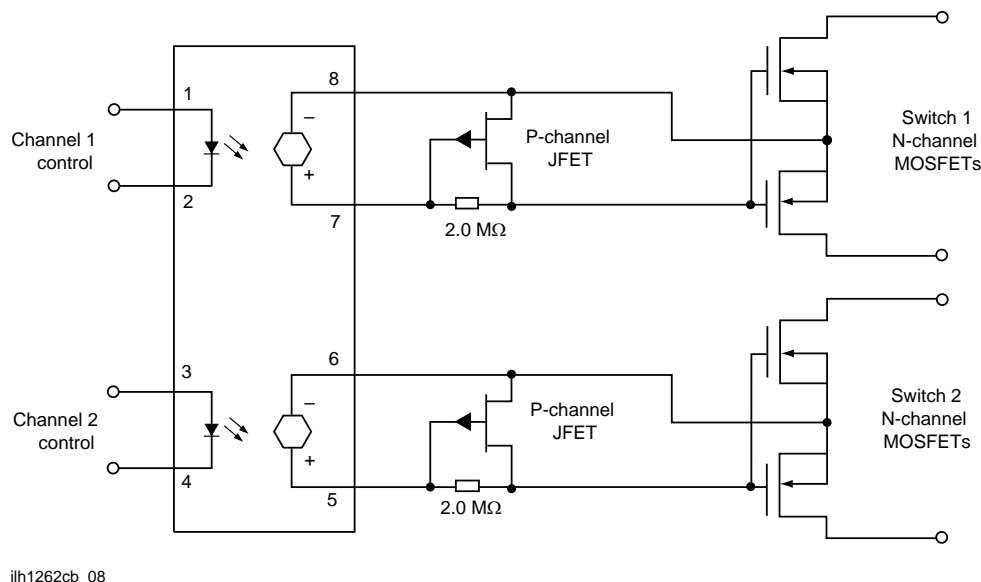 8
1
Channel 1
control
–
+
2
7
P-channel
JFET
2.0 MΩ
Switch 1
N-channel
MOSFETs
6
3
Channel 2
control
–
+
4
5
P-channel
JFET
2.0 MΩ
Switch 2
N-channel
MOSFETs
ilh1262cb_08